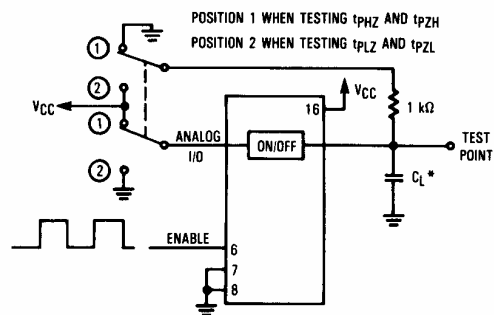 POSITION 1 WHEN TESTING tPHZ AND tPZH
POSITION 2 WHEN TESTING tPLZ AND tPZL
1
2
VCC
1
2
ANALOG
I/O
ON/OFF
16
VCC
1 kΩ
TEST
POINT
CL*
ENABLE
6
7
8